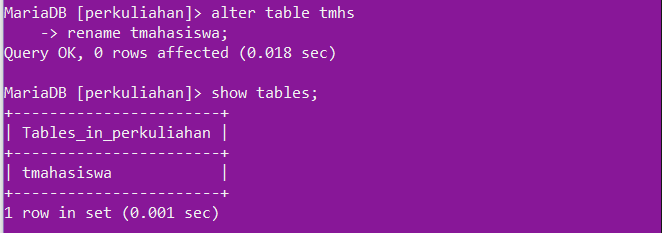 MariaDB [perkuliahan]> alter table tmhs
    -> rename tmahasiswa;
Query OK, 0 rows affected (0.018 sec)

MariaDB [perkuliahan]> show tables;
+-----------------------+
| Tables_in_perkuliahan |
+-----------------------+
| tmahasiswa            |
+-----------------------+
1 row in set (0.001 sec)